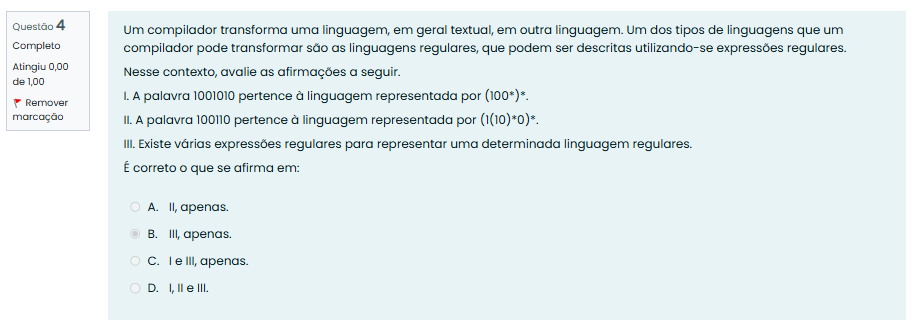 Questão 4
Completo
Atingiu 0,00
de 1,00
Remover
marcação
Um compilador transforma uma linguagem, em geral textual, em outra linguagem. Um dos tipos de linguagens que um
compilador pode transformar são as linguagens regulares, que podem ser descritas utilizando-se expressões regulares.
Nesse contexto, avalie as afirmações a seguir.
I. A palavra 1001010 pertence à linguagem representada por (100*)*.
II. A palavra 100110 pertence à linguagem representada por (1(10)*0)*.
III. Existe várias expressões regulares para representar uma determinada linguagem regulares.
É correto o que se afirma em:
A. II, apenas.
B. III, apenas.
C. I e III, apenas.
D. I, II e III.